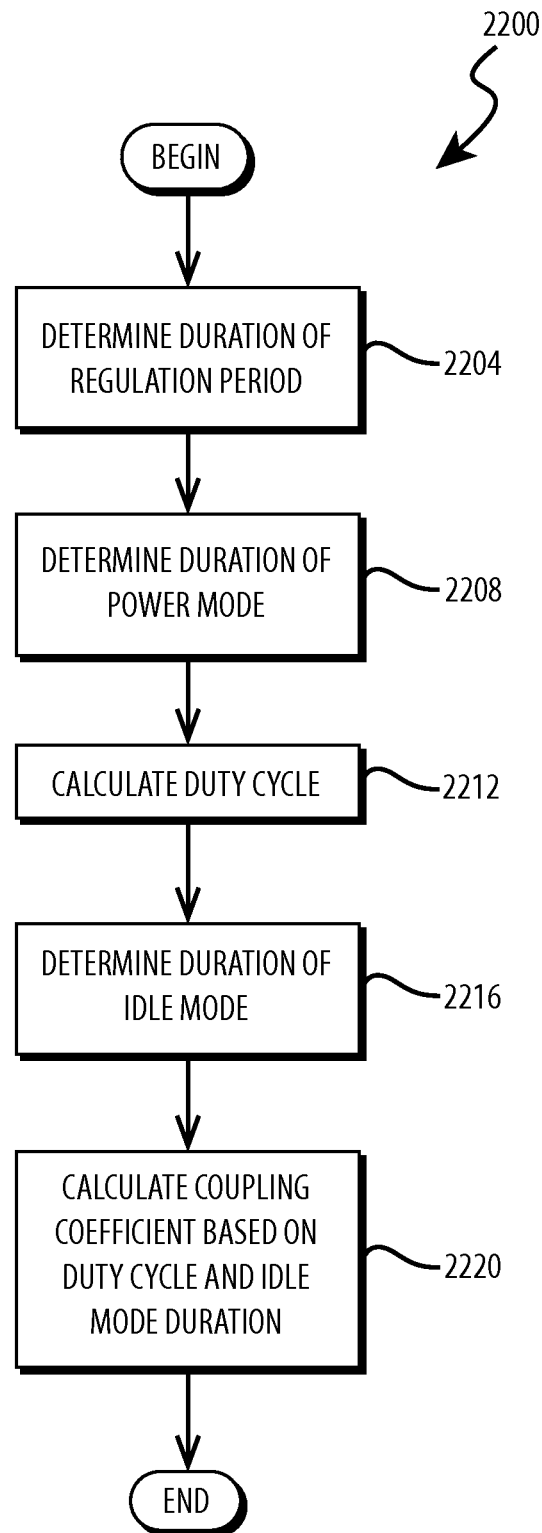 2200
BEGIN
DETERMINE DURATION OF
REGULATION PERIOD
2204
DETERMINE DURATION OF
POWER MODE
2208
CALCULATE DUTY CYCLE
2212
DETERMINE DURATION OF
IDLE MODE
2216
CALCULATE COUPLING
COEFFICIENT BASED ON
DUTY CYCLE AND IDLE
MODE DURATION
2220
END